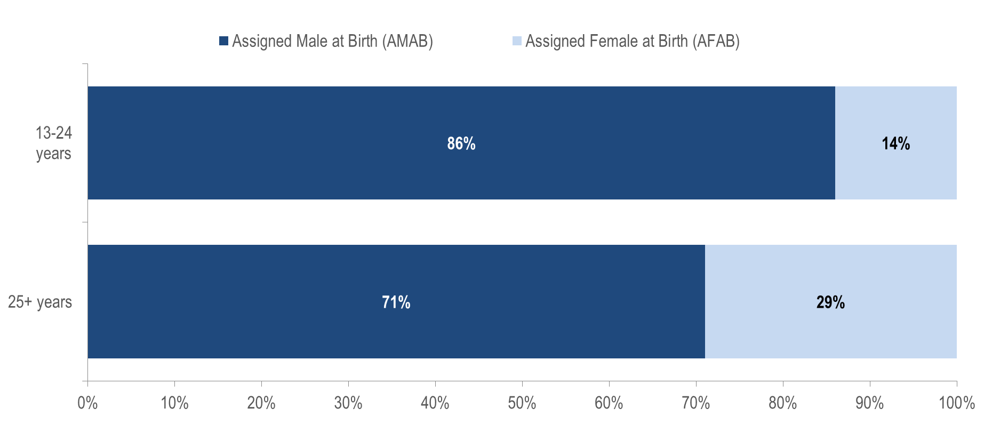 Assigned Male at Birth (AMAB) Assigned Female at Birth (AFAB)
13-24
years
86% 14%
25+ years 71% 29%
0% 10% 20% 30% 40% 50% 60% 70% 80% 90% 100%